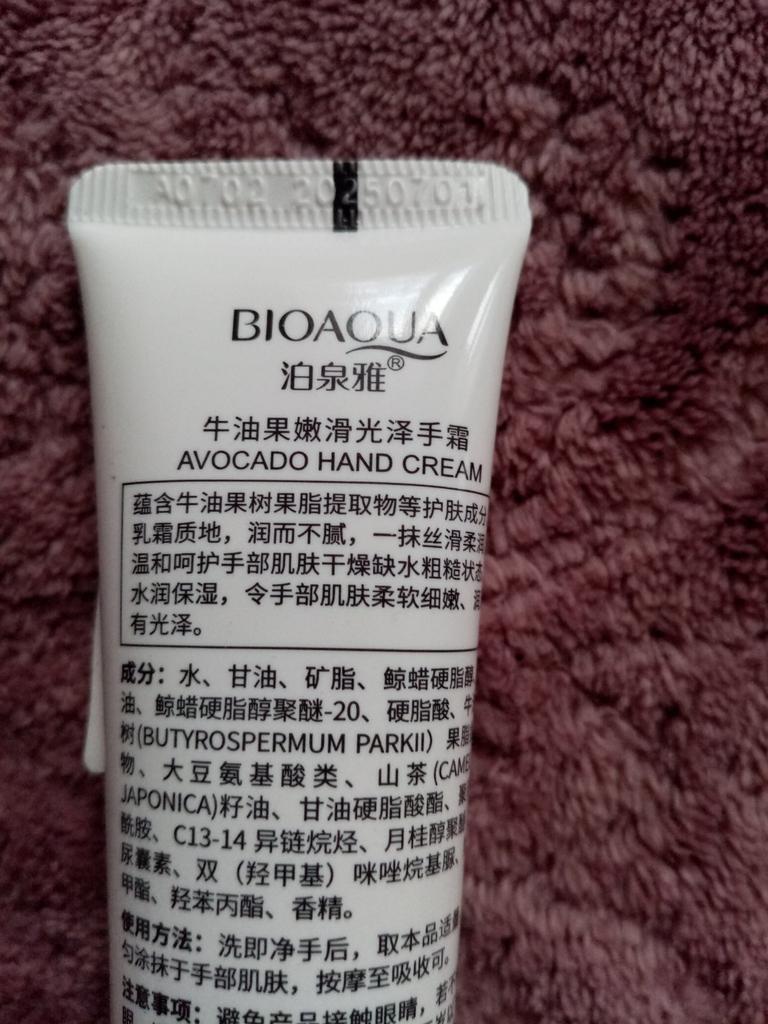 A0702 20250701
BIOAQUA
泊泉雅®
牛油果嫩滑光泽手霜
AVOCADO HAND CREAM
蕴含牛油果树果脂提取物等护肤成分
乳霜质地，润而不腻，一抹丝滑柔润
温和呵护手部肌肤干燥缺水粗糙状态
水润保湿，令手部肌肤柔软细嫩、
有光泽。
成分：水、甘油、矿脂、鲸蜡硬脂醇
油、鲸蜡硬脂醇聚醚-20、硬脂酸、牛
树(BUTYROSPERMUM PARKII）果脂
物、大豆氨基酸类、山茶(CAME
JAPONICA)籽油、甘油硬脂酸酯、聚
酰胺、C13-14 异链烷烃、月桂醇聚醚
尿囊素、双（羟甲基）咪唑烷基脲、
甲酯、羟苯丙酯、香精。
使用方法：洗即净手后，取本品适量
匀涂抹于手部肌肤，按摩至吸收可。
注意事项：避免产品接触眼睛，若不
眼